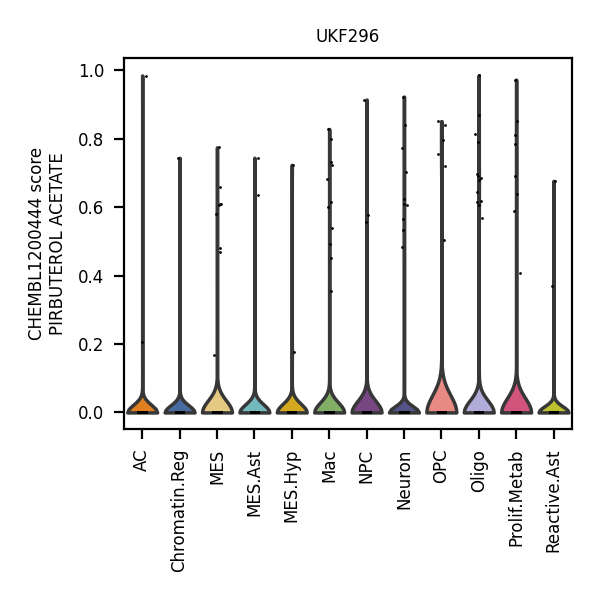 UKF296
CHEMBL1200444 score
PIRBUTEROL ACETATE
1.0
0.8
0.6
0.4
0.2
0.0
AC
Chromatin.Reg
MES
MES.Ast
MES.Hyp
Mac
NPC
Neuron
OPC
Oligo
Prolif.Metab
Reactive.Ast